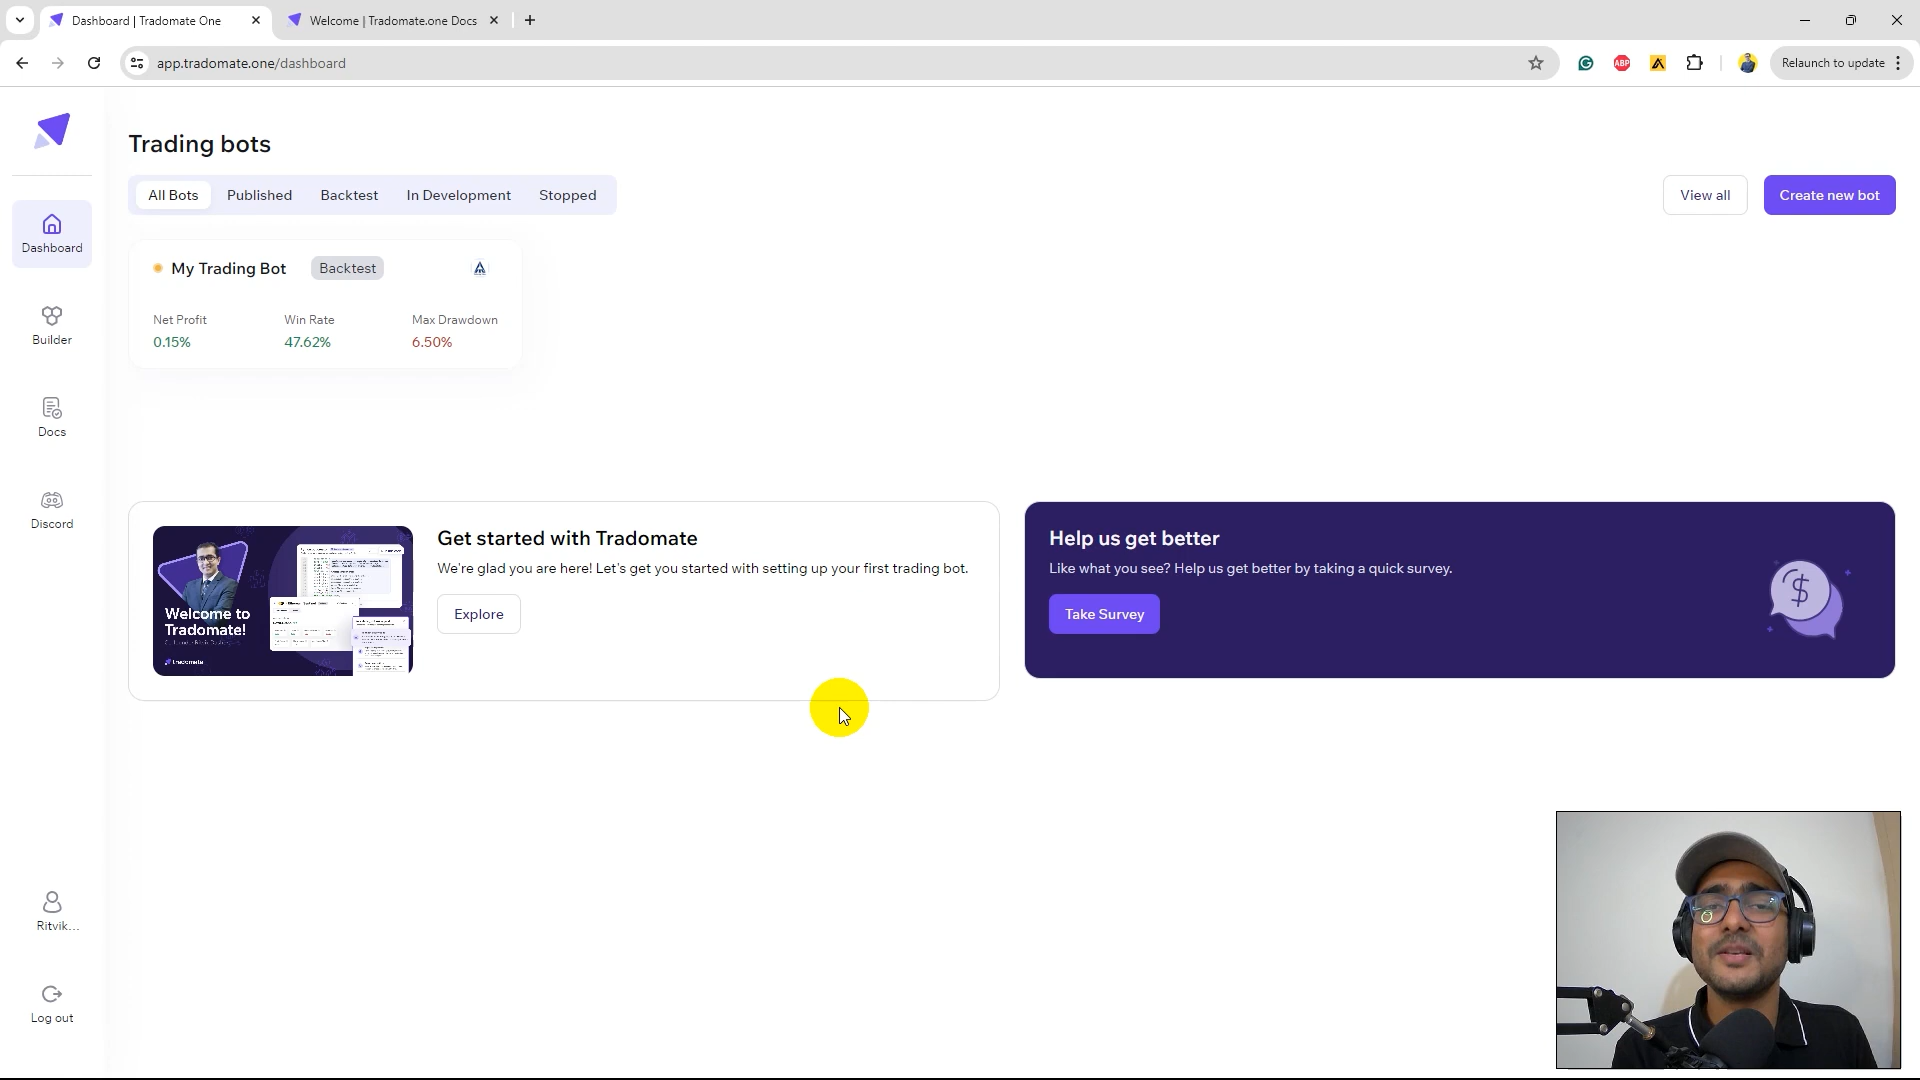 Dashboard | Tradomate One
Welcome | Tradomate.one Docs
app.tradomate.one/dashboard
ABP
Relaunch to update
Trading bots
All Bots
Published
Backtest
In Development
Stopped
View all
Create new bot
Dashboard
Builder
Docs
Discord
Ritvik...
Log out
My Trading Bot
Backtest
Net Profit
Win Rate
Max Drawdown
0.15%
47.62%
6.50%
Welcome to
Tradomate!
tradomate
Get started with Tradomate
We're glad you are here! Let's get you started with setting up your first trading bot.
Explore
Help us get better
Like what you see? Help us get better by taking a quick survey.
Take Survey
$